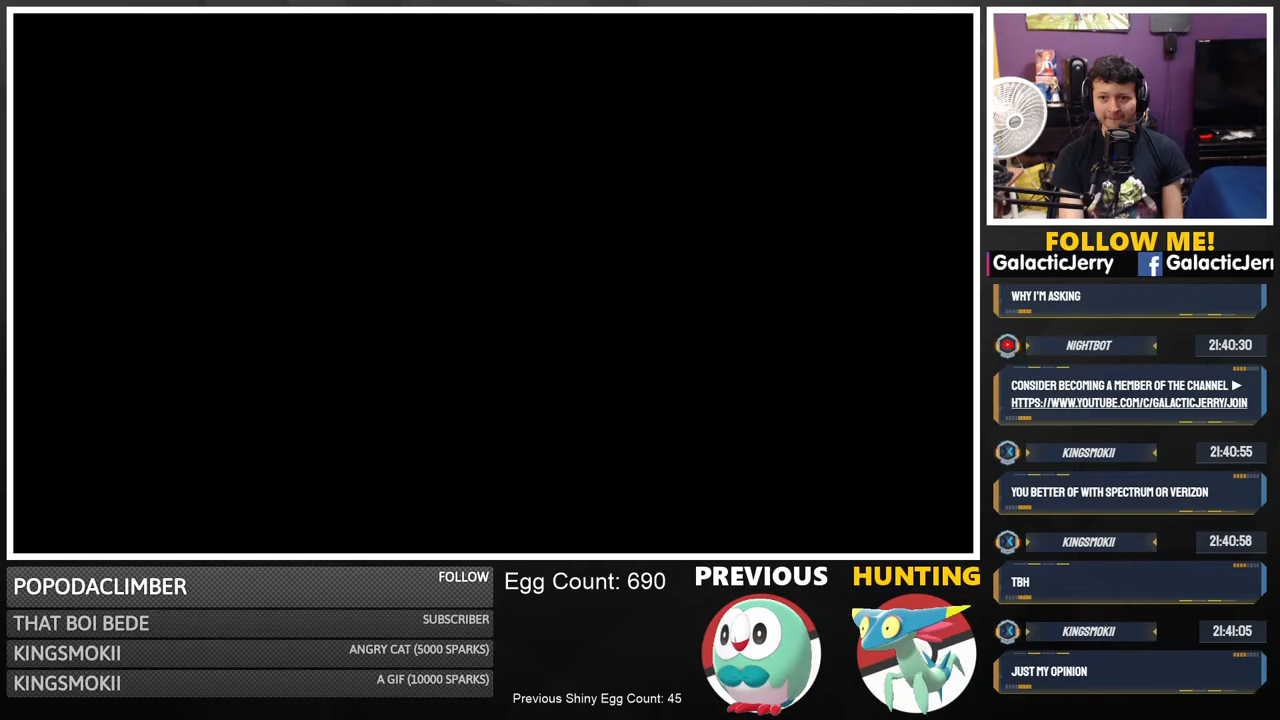 FOLLOW ME!
GalacticJerry
GalacticJerr
WHY I'M ASKING
NIGHTBOT
21:40:30
CONSIDER BECOMING A MEMBER OF THE CHANNEL ▶
HTTPS://WWW.YOUTUBE.COM/C/GALACTICJERRY/JOIN
KINGSMOKII
21:40:55
YOU BETTER OF WITH SPECTRUM OR VERIZON
KINGSMOKII
21:40:58
TBH
KINGSMOKII
21:41:05
JUST MY OPINION
POPODACLIMBER
FOLLOW
THAT BOI BEDE
SUBSCRIBER
KINGSMOKII
ANGRY CAT (5000 SPARKS)
KINGSMOKII
A GIF (10000 SPARKS)
Egg Count: 690
PREVIOUS
HUNTING
Previous Shiny Egg Count: 45